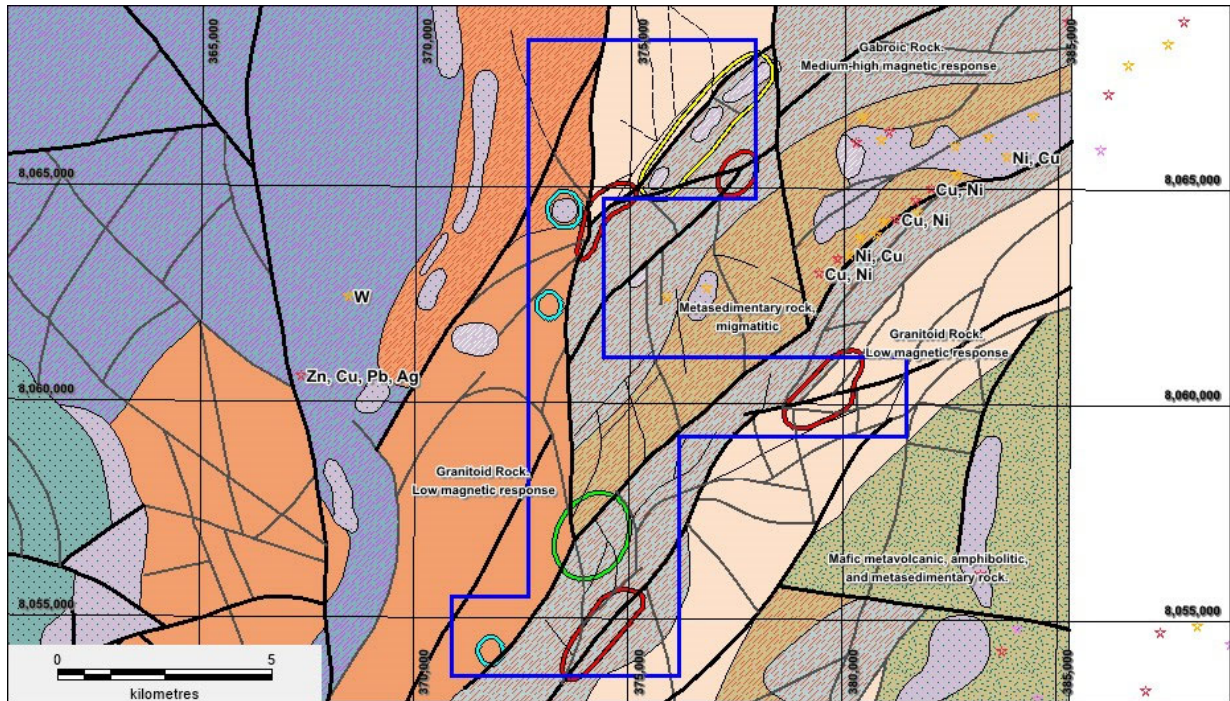 365,000
370,000
375,000
385,000
Gabroic Rock.
Medium-high magnetic response
8,065,000
8,065,000
Ni, Cu
Cu, Ni
Cu, Ni
Ni, Cu
Cu, Ni
W
Metasedimentary rock,
migmatitic
Granitoid Rock.
Low magnetic response
Zn, Cu, Pb, Ag
8,060,000
8,060,000
Granitoid Rock.
Low magnetic response
Mafic metavolcanic, amphibolitic,
and metasedimentary rock.
8,055,000
8,055,000
0
5
kilometres
370,000
375,000
380,000
385,000